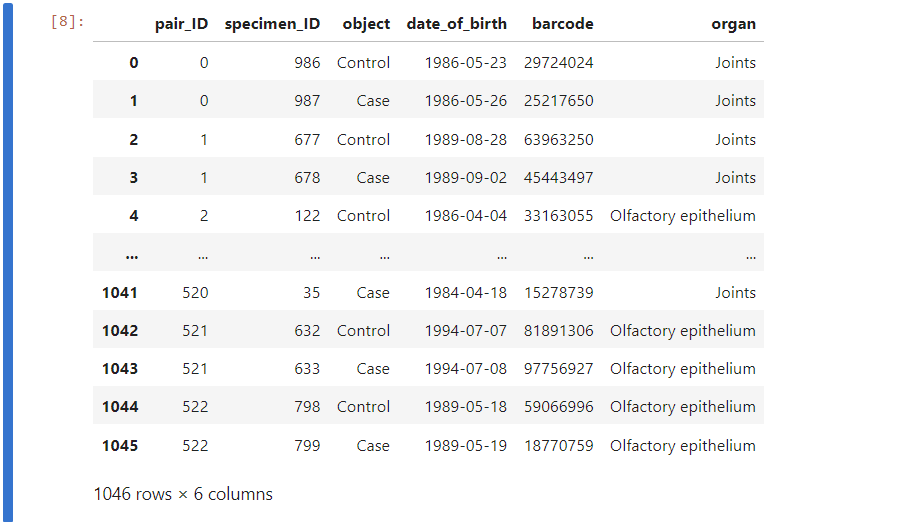 [8]:
pair_ID specimen_ID object date_of_birth barcode organ
0 0 986 Control 1986-05-23 29724024 Joints
1 0 987 Case 1986-05-26 25217650 Joints
2 1 677 Control 1989-08-28 63963250 Joints
3 1 678 Case 1989-09-02 45443497 Joints
4 2 122 Control 1986-04-04 33163055 Olfactory epithelium
... ... ... ... ... ... ...
1041 520 35 Case 1984-04-18 15278739 Joints
1042 521 632 Control 1994-07-07 81891306 Olfactory epithelium
1043 521 633 Case 1994-07-08 97756927 Olfactory epithelium
1044 522 798 Control 1989-05-18 59066996 Olfactory epithelium
1045 522 799 Case 1989-05-19 18770759 Olfactory epithelium
1046 rows × 6 columns